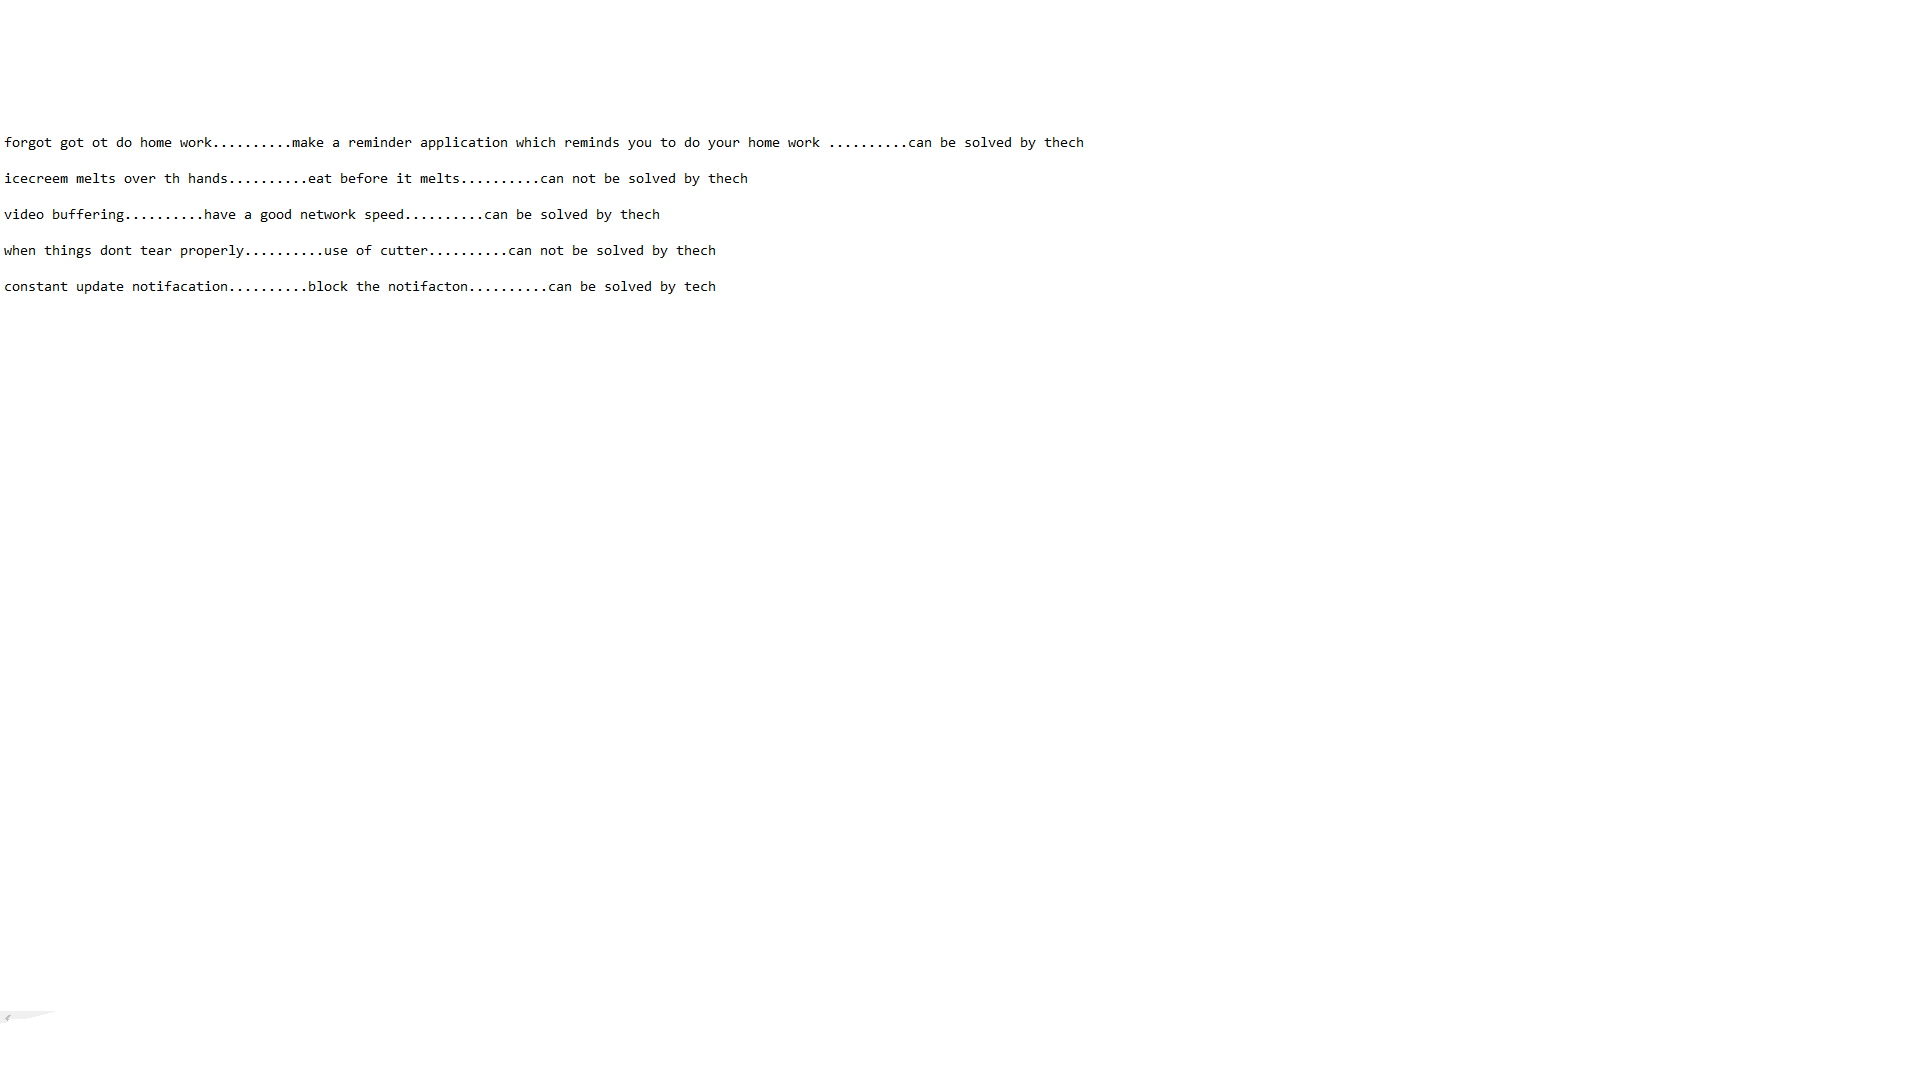 forgot got ot do home work..........make a reminder application which reminds you to do your home work ..........can be solved by thech
icecreem melts over th hands..........eat before it melts..........can not be solved by thech
video buffering..........have a good network speed..........can be solved by thech
when things dont tear properly..........use of cutter..........can not be solved by thech
constant update notifacation..........block the notifacton..........can be solved by tech